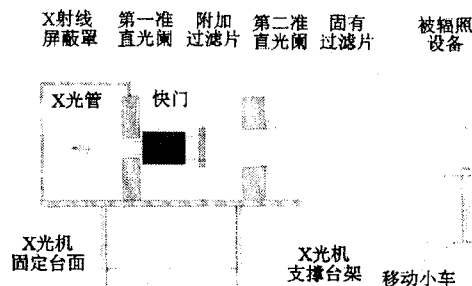 X射线 第一准 附加 第二准 固有 被辐照
屏蔽罩 直光阑 过滤片 直光阑 过滤片 设备
X光管 快门
X光机 X光机
固定台面 支撑台架 移动小车